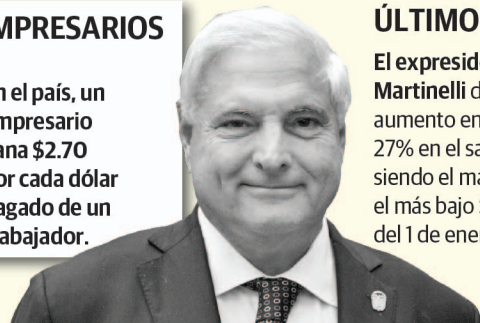 MPRESARIOS
n el país, un
mpresario
ana $2.70
or cada dólar
agado de un
abajador.
ÚLTIMO
El expreside
Martinelli d
aumento en
27% en el sa
siendo el ma
el más bajo
del 1 de ene